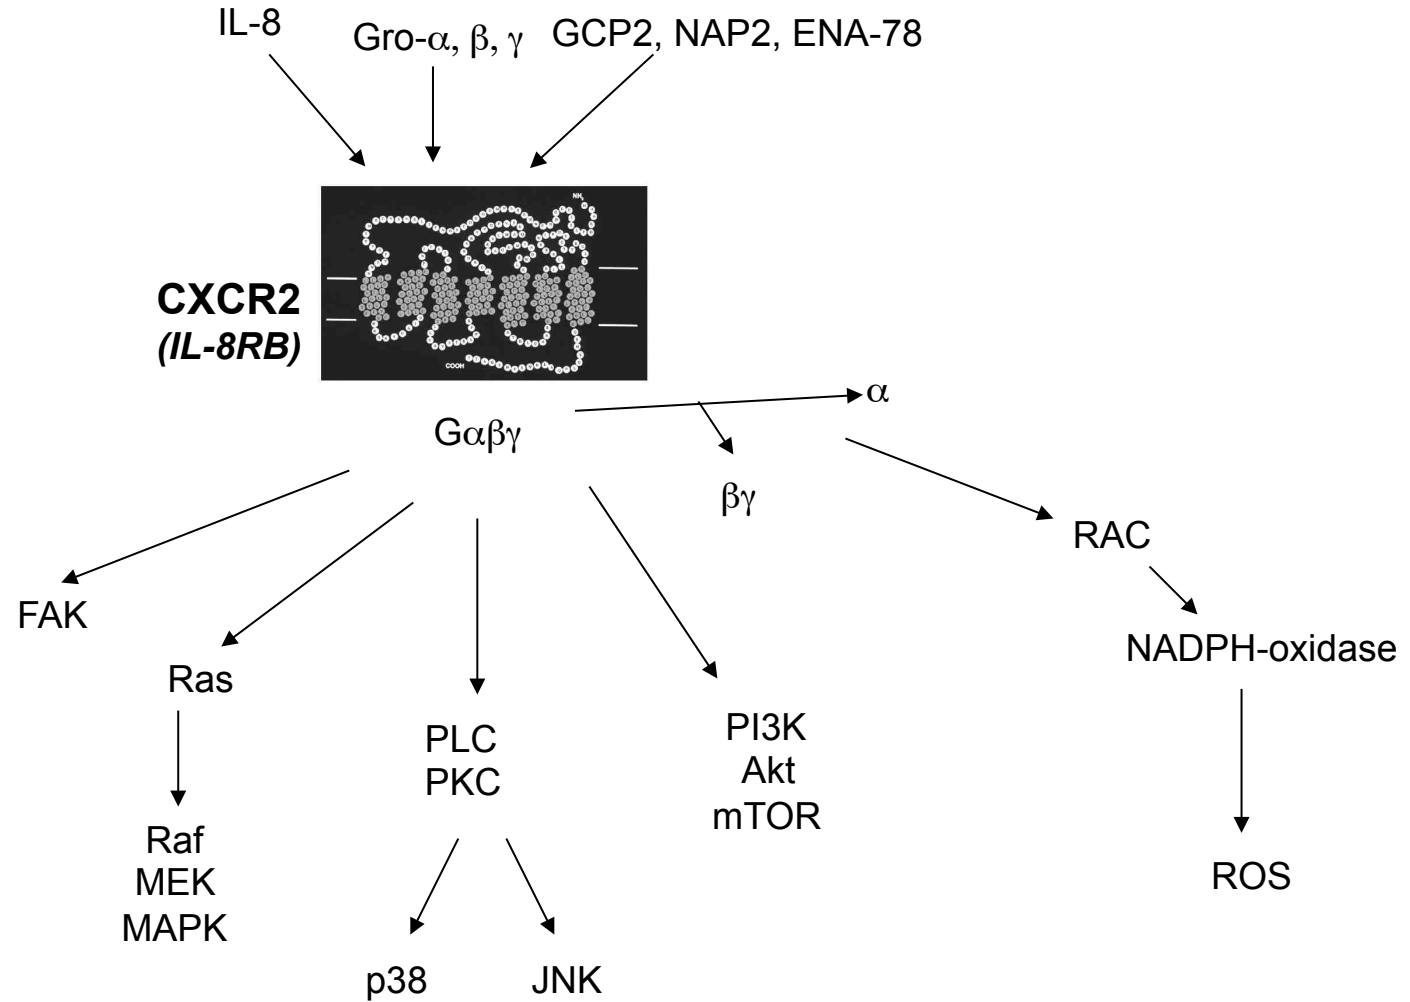 IL-8
Gro-α, β, γ
GCP2, NAP2, ENA-78
NH₂
CXCR2
(IL-8RB)
COOH
α
Gαβγ
βγ
RAC
FAK
NADPH-oxidase
Ras
PLC
PKC
PI3K
Akt
mTOR
Raf
MEK
MAPK
ROS
p38
JNK